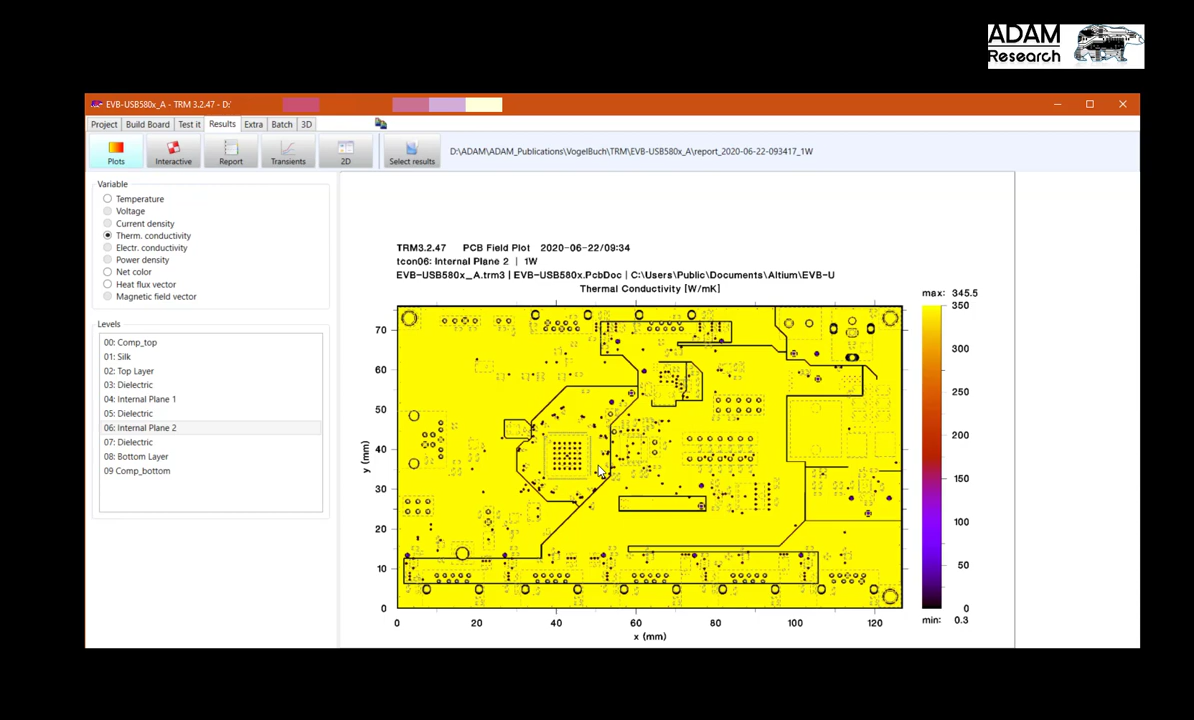 ADAM
Research
EVB-USB580x_A - TRM 3.2.47 - D:'
Project Build Board Test it Results Extra Batch 3D
Plots Interactive Report Transients 2D Select results
D:\ADAM\ADAM_Publications\VogelBuch\TRM\EVB-USB580x_A\report_2020-06-22-093417_1W
Variable
Temperature
Voltage
Current density
Therm. conductivity
Electr. conductivity
Power density
Net color
Heat flux vector
Magnetic field vector
Levels
00: Comp_top
01: Silk
02: Top Layer
03: Dielectric
04: Internal Plane 1
05: Dielectric
06: Internal Plane 2
07: Dielectric
08: Bottom Layer
09 Comp_bottom
TRM3.2.47 PCB Field Plot 2020-06-22/09:34
tcon06: Internal Plane 2 | 1W
EVB-USB580x_A.trm3 | EVB-USB580x.PcbDoc | C:\Users\Public\Documents\Altium\EVB-U
Thermal Conductivity [W/mK]
max: 345.5
350
300
250
200
150
100
50
0
min: 0.3
y (mm)
70
60
50
40
30
20
10
0
0 20 40 60 80 100 120
x (mm)